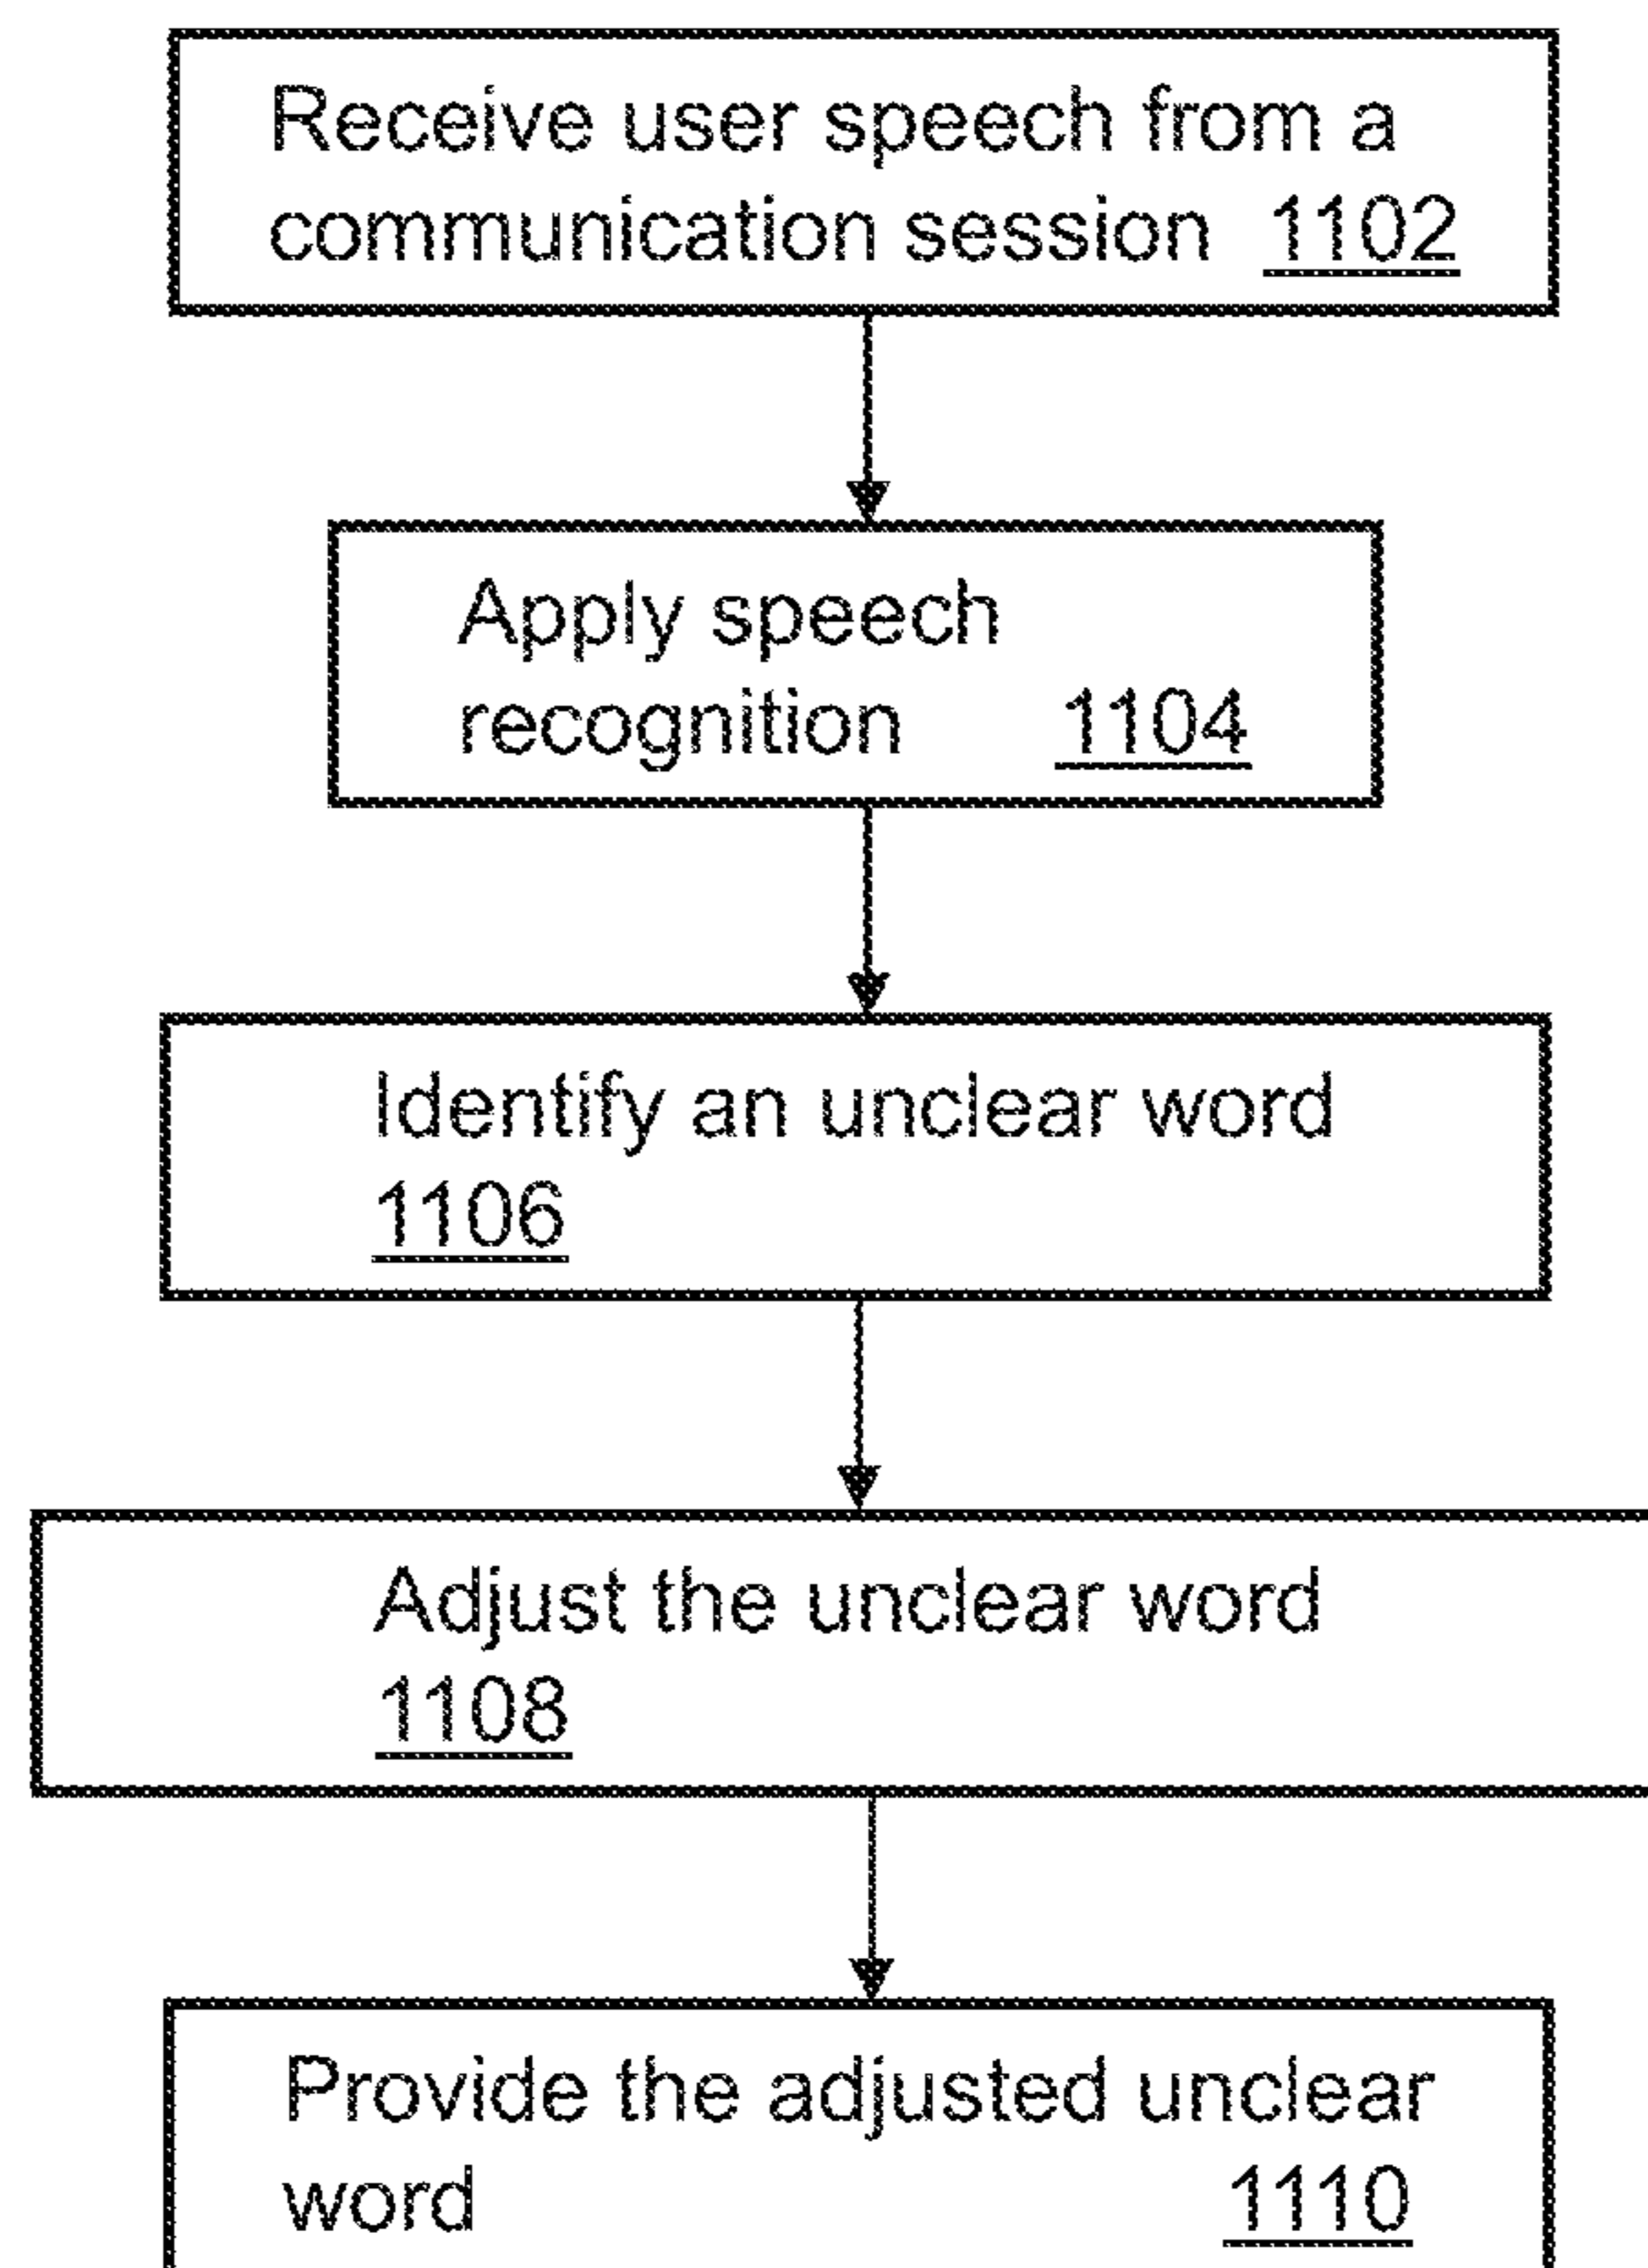 Receive user speech from a
communication session 1102
Apply speech
recognition 1104
Identify an unclear word
1106
Adjust the unclear word
1108
Provide the adjusted unclear
word 1110